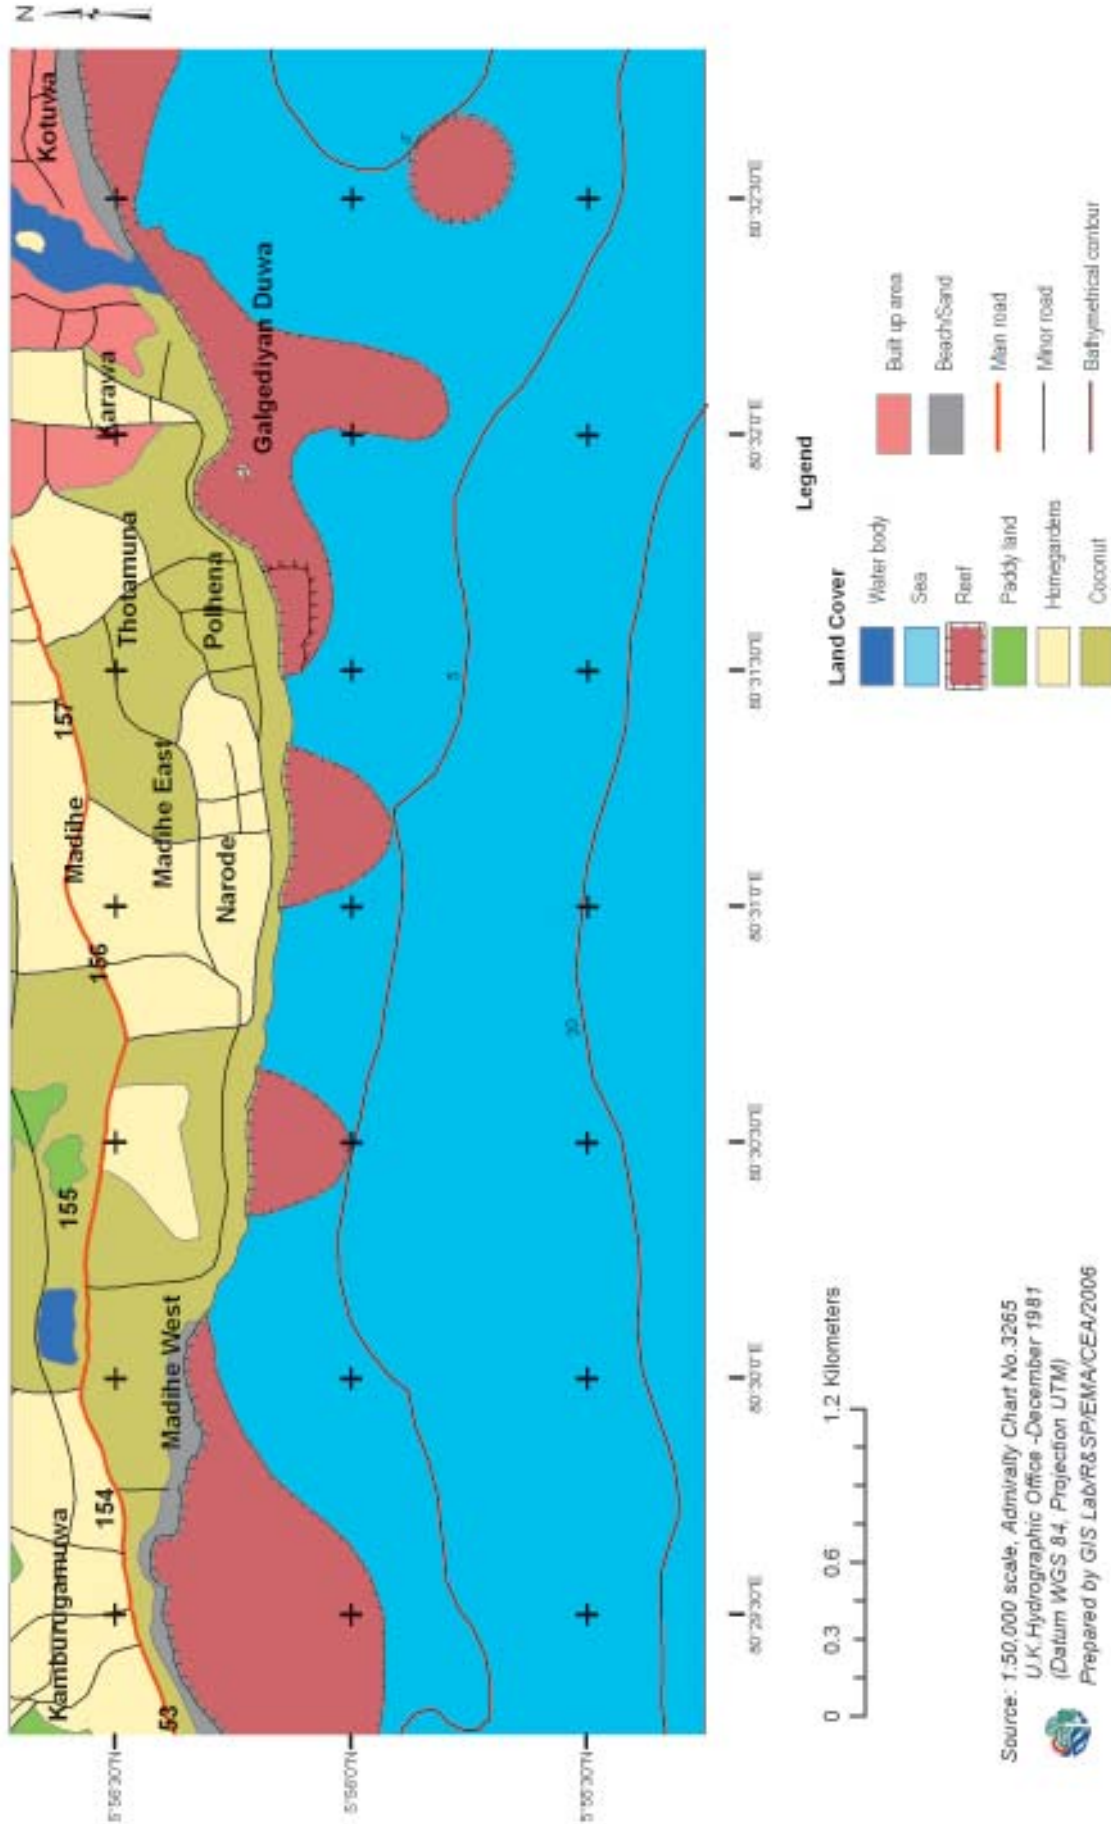 N
Kamburugamuwa
53
154
Madihe West
155
156
Madihe
157
Madihe East
Narode
Thotamuna
Polhena
Karawa
Kotuwa
Galgediyan Duwa
5
5
10
5°56'30"N
5°56'0"N
5°55'30"N
80°29'30"E
80°30'0"E
80°30'30"E
80°31'0"E
80°31'30"E
80°32'0"E
80°32'30"E
0 0.3 0.6 1.2 Kilometers
Legend
Land Cover
Water body
Sea
Reef
Paddy land
Homegardens
Coconut
Built up area
Beach/Sand
Main road
Minor road
Bathymetrical contour
Source: 1:50,000 scale, Admiralty Chart No.3265
U.K.Hydrographic Office -December 1981
(Datum WGS 84, Projection UTM)
Prepared by GIS Lab/R&SP/EMA/CEA/2006